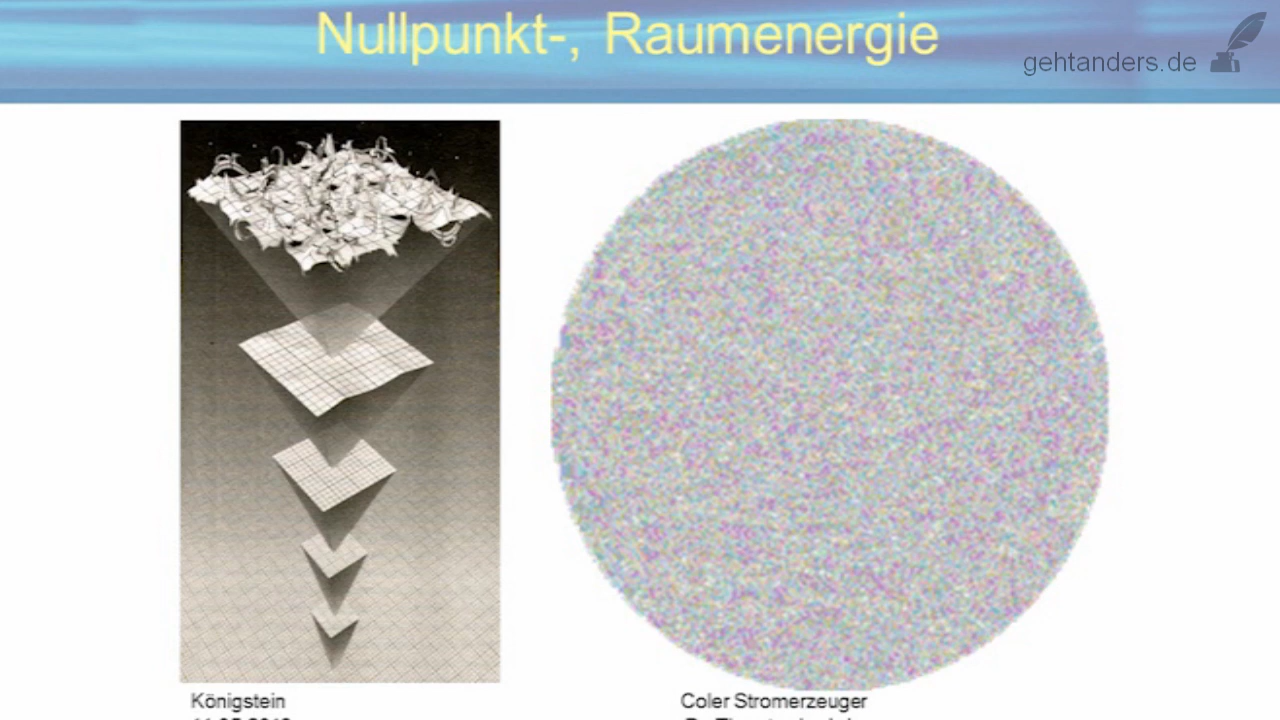 Nullpunkt-, Raumenergie
gehtanders.de
Königstein
Coler Stromerzeuger